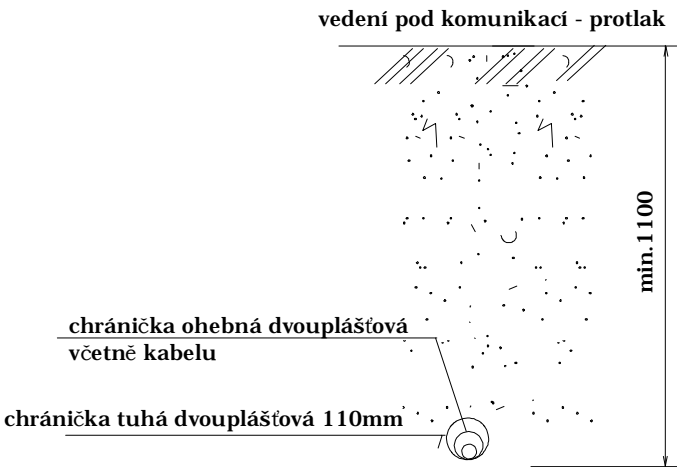 vedení pod komunikací - protlak
min.1100
chránička ohebná dvouplášťová
včetně kabelu
chránička tuhá dvouplášťová 110mm